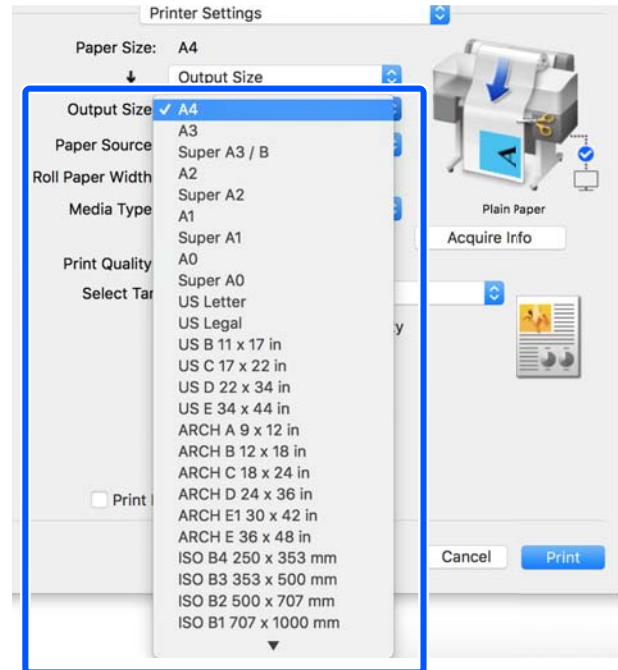 Printer Settings
Paper Size: A4
Output Size
Output Size ✓ A4
A3
Paper Source
Super A3 / B
A2
Roll Paper Width
Super A2
Media Type
A1
Plain Paper
Super A1
Acquire Info
A0
Print Quality
Super A0
Select Tar
US Letter
US Legal
y
US B 11 x 17 in
US C 17 x 22 in
US D 22 x 34 in
US E 34 x 44 in
ARCH A 9 x 12 in
ARCH B 12 x 18 in
ARCH C 18 x 24 in
ARCH D 24 x 36 in
Print
ARCH E1 30 x 42 in
ARCH E 36 x 48 in
ISO B4 250 x 353 mm
Cancel Print
ISO B3 353 x 500 mm
ISO B2 500 x 707 mm
ISO B1 707 x 1000 mm